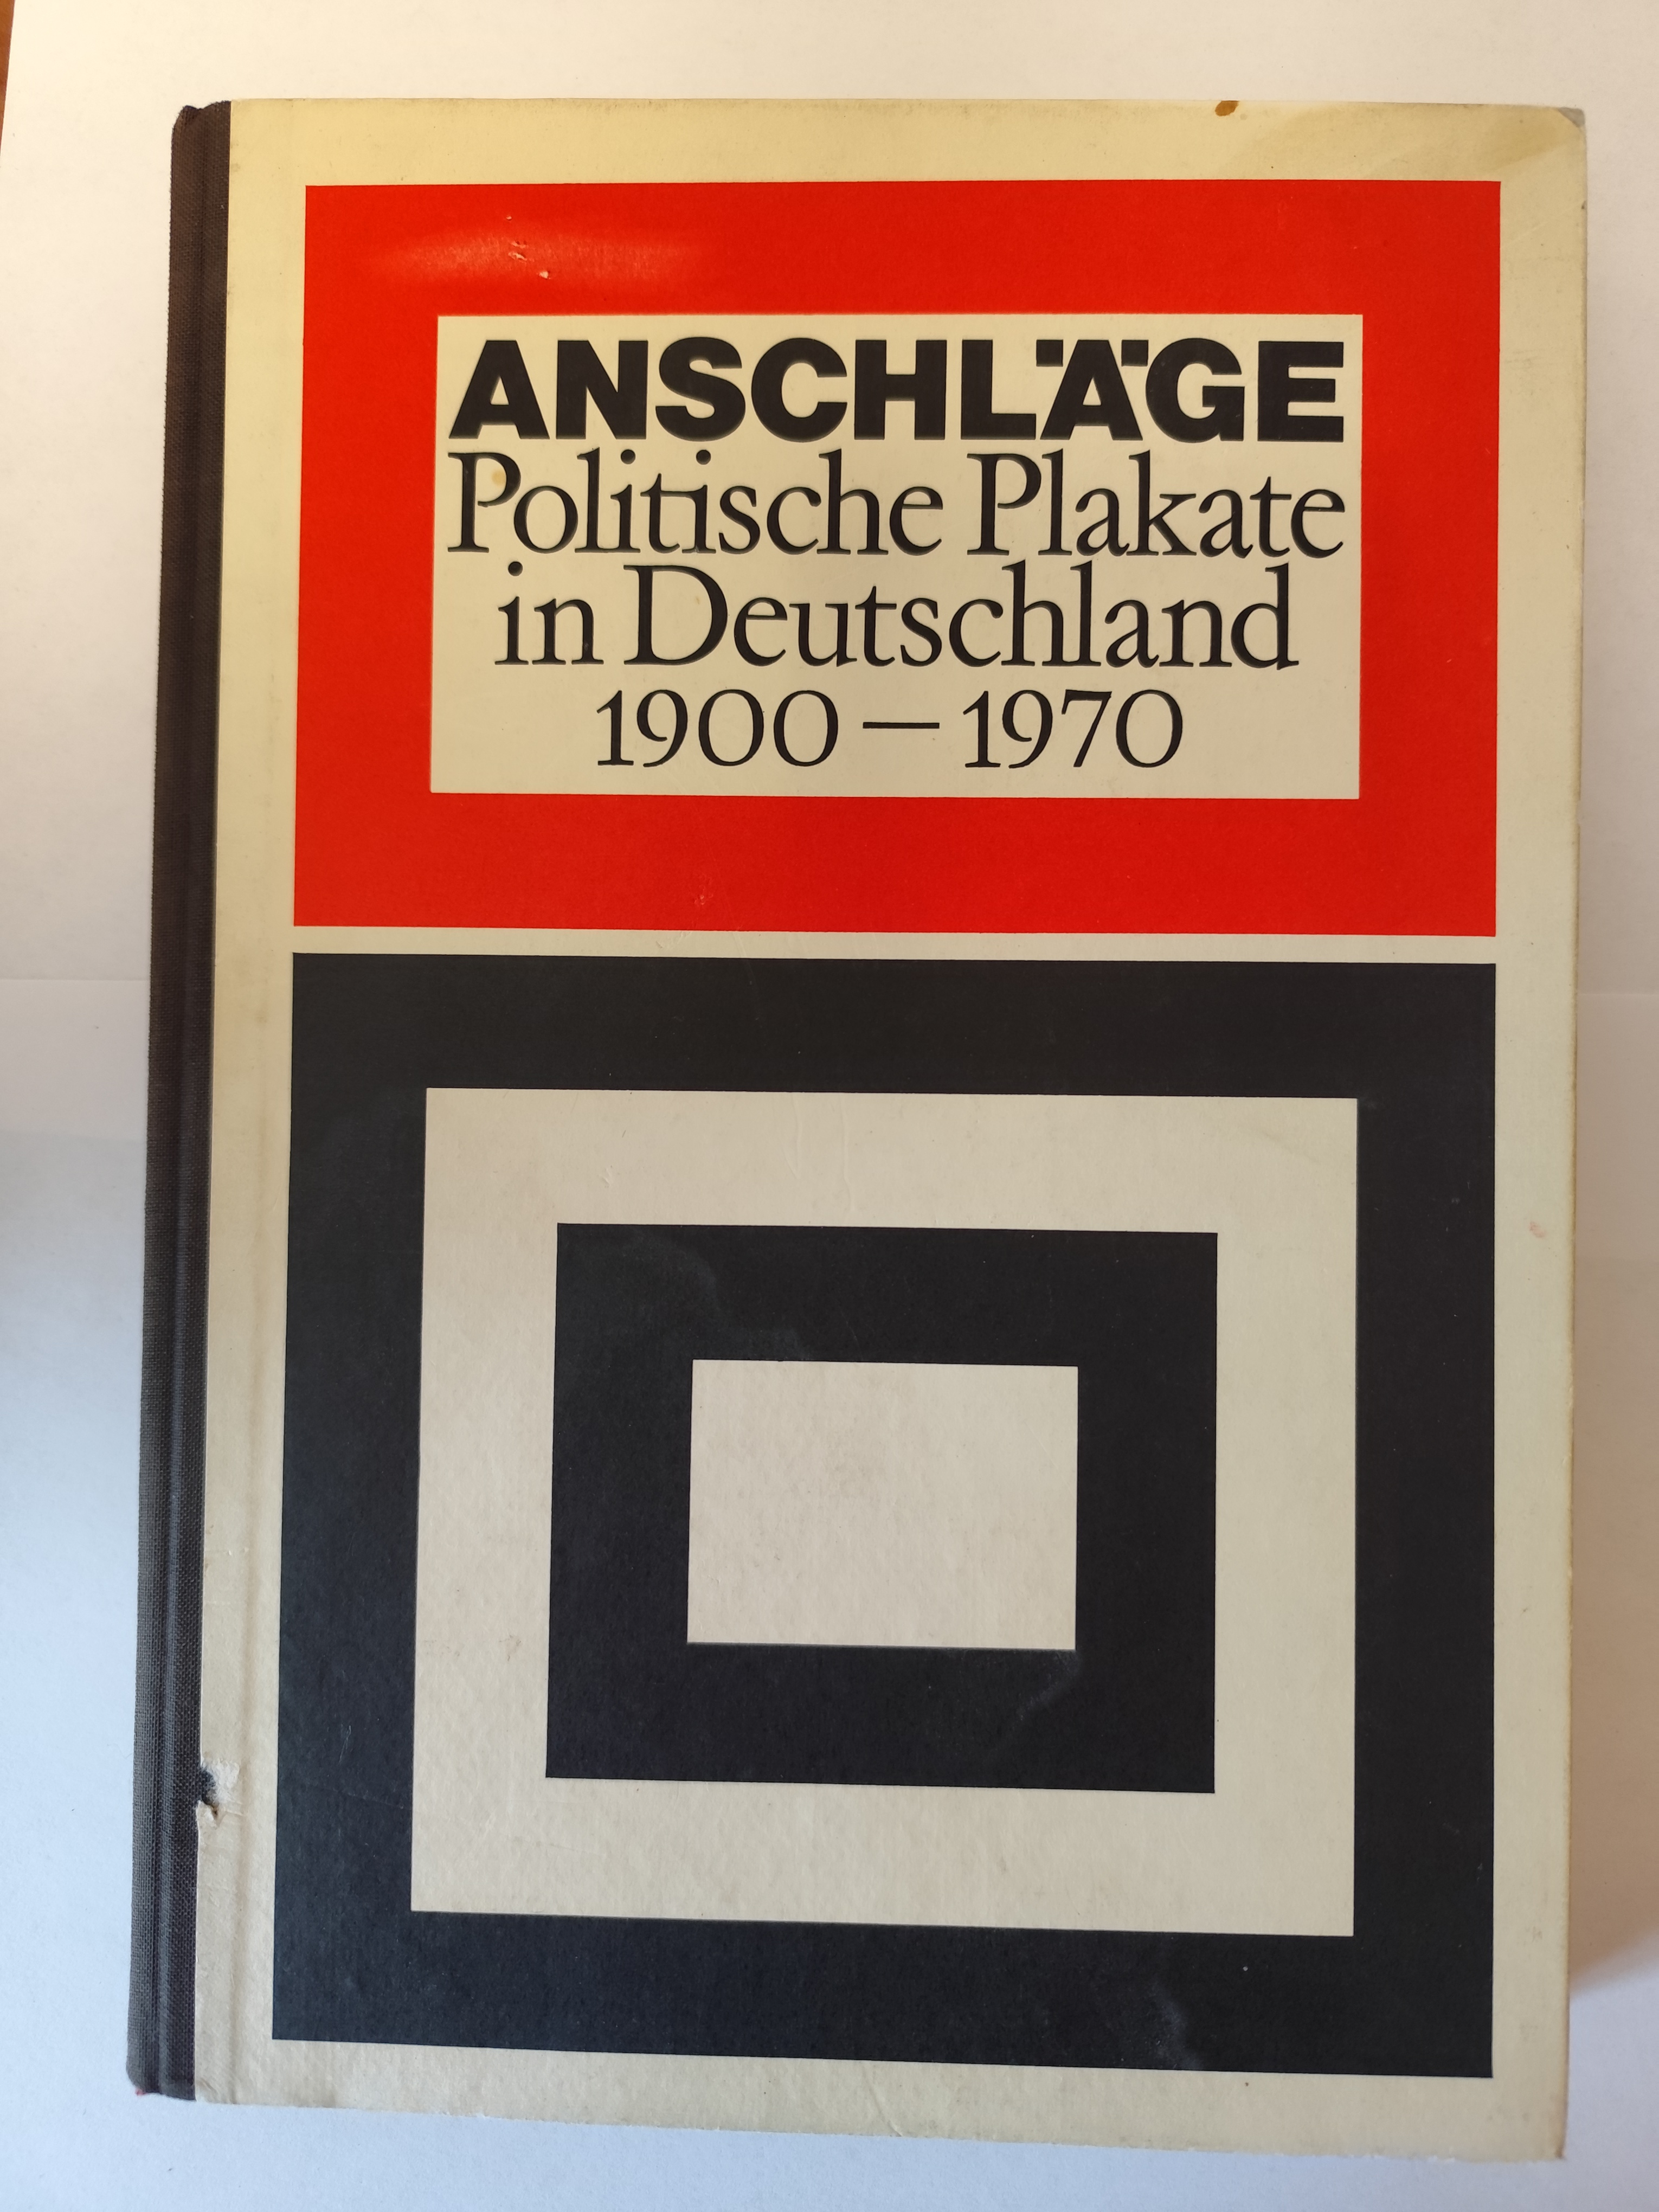 ANSCHLÄGE
Politische Plakate
in Deutschland
1900 — 1970